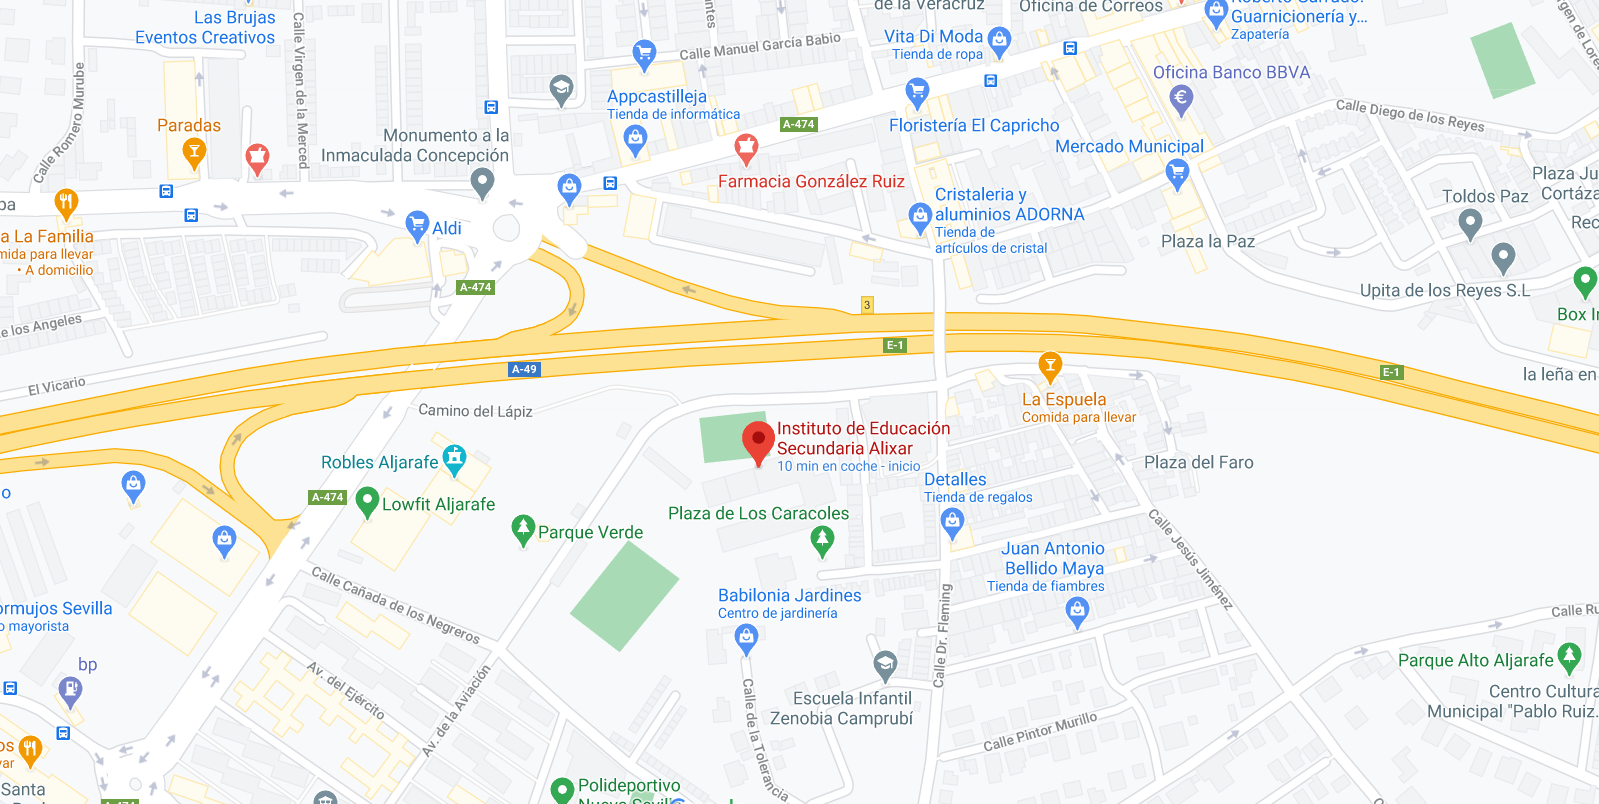 Las Brujas
Eventos Creativos
Calle Virgen de la Merced
Calle Romero Murube
Paradas
Monumento a la
Inmaculada Concepción
Calle Manuel García Babio
Appcastilleja
Tienda de informática
de la Veracruz
Oficina de Correos
Vita Di Moda
Tienda de ropa
Guarnicionería y...
Zapatería
Oficina Banco BBVA
€
Calle Diego de los Reyes
A-474
Floristería El Capricho
Mercado Municipal
Farmacia González Ruiz
Cristaleria y
aluminios ADORNA
Tienda de
artículos de cristal
Plaza Ju
Cortáza
Toldos Paz
Rec
Plaza la Paz
Upita de los Reyes S.L
Box In
pa
a La Familia
mida para llevar
• A domicilio
Aldi
A-474
3
e los Angeles
El Vicario
A-49
E-1
E-1
la leña en
Camino del Lápiz
La Espuela
Comida para llevar
Instituto de Educación
Secundaria Alixar
10 min en coche - inicio
Robles Aljarafe
Plaza del Faro
Detalles
Tienda de regalos
o
A-474
Lowfit Aljarafe
Parque Verde
Plaza de Los Caracoles
Juan Antonio
Bellido Maya
Tienda de fiambres
Calle Jesús Jiménez
Calle Cañada de los Negreros
Babilonia Jardines
Centro de jardinería
Calle Dr. Fleming
ormujos Sevilla
o mayorista
bp
Av. del Ejército
Av. de la Aviación
Calle de la Tolerancia
Escuela Infantil
Zenobia Camprubí
Calle Pintor Murillo
Calle Ru
Parque Alto Aljarafe
Centro Cultura
Municipal "Pablo Ruiz.
os
var
Santa
Polideportivo
A-474